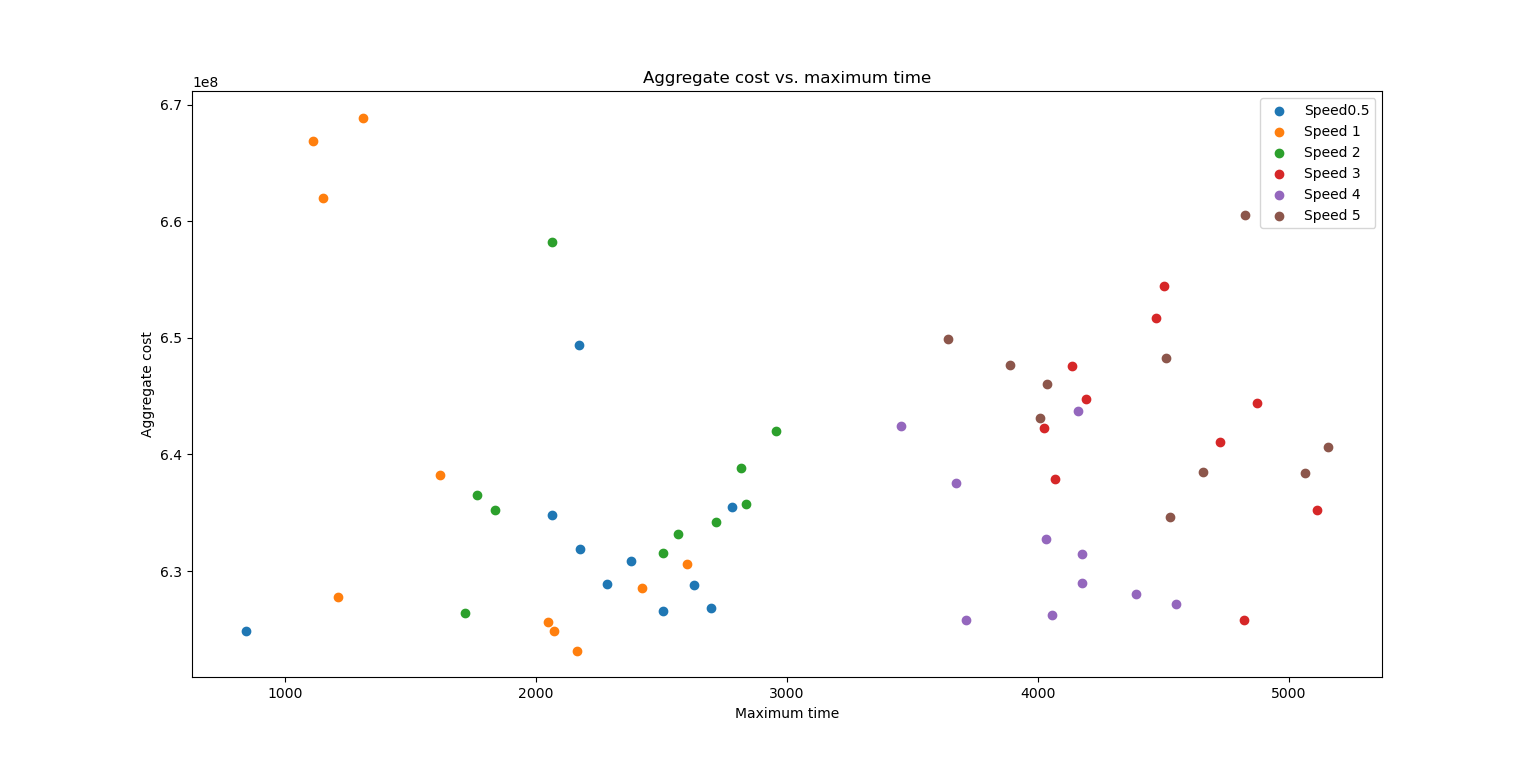 Aggregate cost vs. maximum time
1e8
6.7
6.6
6.5
6.4
6.3
Aggregate cost
Speed0.5
Speed 1
Speed 2
Speed 3
Speed 4
Speed 5
1000 2000 3000 4000 5000
Maximum time